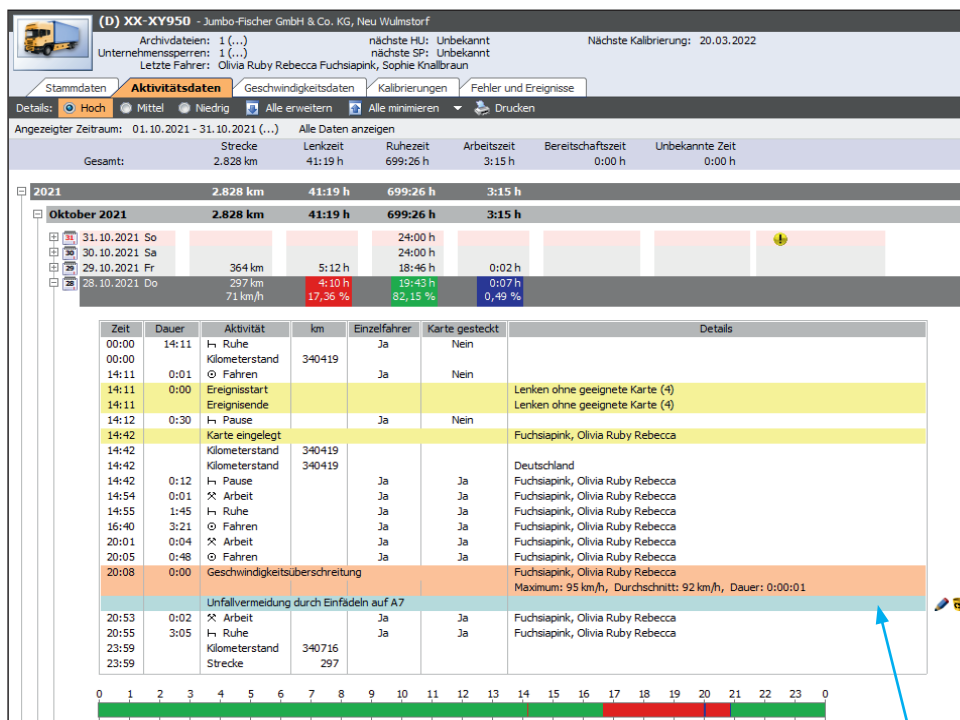 (D) XX-XY950 - Jumbo-Fischer GmbH & Co. KG, Neu Wulmstorf
Archivdateien: 1 (...) nächste HU: Unbekannt Nächste Kalibrierung: 20.03.2022
Unternehmenssperren: 1 (...) nächste SP: Unbekannt
Letzte Fahrer: Olivia Ruby Rebecca Fuchsiapink, Sophie Knallbraun
Stammdaten Aktivitätsdaten Geschwindigkeitsdaten Kalibrierungen Fehler und Ereignisse
Details: Hoch Mittel Niedrig Alle erweitern Alle minimieren Drucken
Angezeigter Zeitraum: 01.10.2021 - 31.10.2021 (...) Alle Daten anzeigen
Strecke Lenkzeit Ruhezeit Arbeitszeit Bereitschaftszeit Unbekannte Zeit
Gesamt: 2.828 km 41:19 h 699:26 h 3:15 h 0:00 h 0:00 h
2021 2.828 km 41:19 h 699:26 h 3:15 h
Oktober 2021 2.828 km 41:19 h 699:26 h 3:15 h
31 31.10.2021 So 24:00 h
30 30.10.2021 Sa 24:00 h
29 29.10.2021 Fr 364 km 5:12 h 18:46 h 0:02 h
28 28.10.2021 Do 297 km 4:10 h 19:43 h 0:07 h
71 km/h 17,36 % 82,15 % 0,49 %
Zeit Dauer Aktivität km Einzelfahrer Karte gesteckt Details
00:00 14:11 Ruhe Ja Nein
00:00 Kilometerstand 340419
14:11 0:01 Fahren Ja Nein
14:11 0:00 Ereignisstart Lenken ohne geeignete Karte (4)
14:11 Ereignisende Lenken ohne geeignete Karte (4)
14:12 0:30 Pause Ja Nein
14:42 Karte eingelegt Fuchsiapink, Olivia Ruby Rebecca
14:42 Kilometerstand 340419
14:42 Kilometerstand 340419 Deutschland
14:42 0:12 Pause Ja Ja Fuchsiapink, Olivia Ruby Rebecca
14:54 0:01 Arbeit Ja Ja Fuchsiapink, Olivia Ruby Rebecca
14:55 1:45 Ruhe Ja Ja Fuchsiapink, Olivia Ruby Rebecca
16:40 3:21 Fahren Ja Ja Fuchsiapink, Olivia Ruby Rebecca
20:01 0:04 Arbeit Ja Ja Fuchsiapink, Olivia Ruby Rebecca
20:05 0:48 Fahren Ja Ja Fuchsiapink, Olivia Ruby Rebecca
20:08 0:00 Geschwindigkeitsüberschreitung Fuchsiapink, Olivia Ruby Rebecca
Maximum: 95 km/h, Durchschnitt: 92 km/h, Dauer: 0:00:01
Unfallvermeidung durch Einfädeln auf A7
20:53 0:02 Arbeit Ja Ja Fuchsiapink, Olivia Ruby Rebecca
20:55 3:05 Ruhe Ja Ja Fuchsiapink, Olivia Ruby Rebecca
23:59 Kilometerstand 340716
23:59 Strecke 297
0 1 2 3 4 5 6 7 8 9 10 11 12 13 14 15 16 17 18 19 20 21 22 23 0